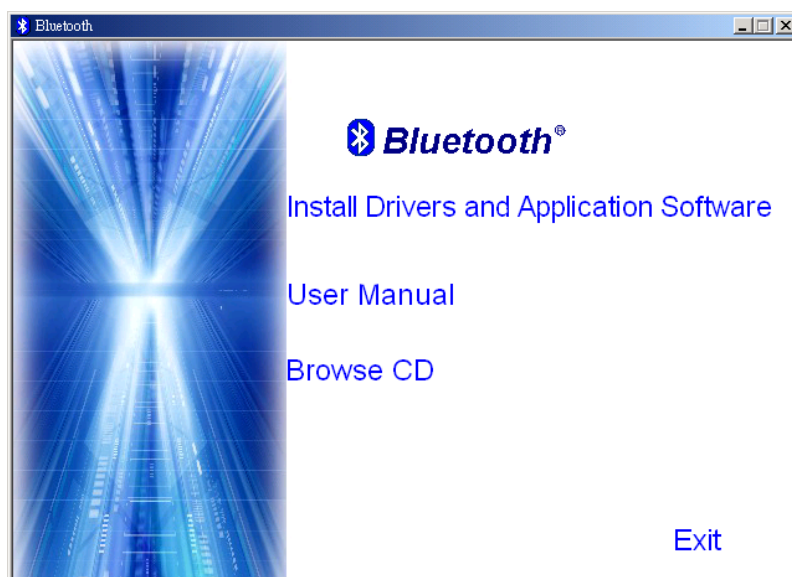 Bluetooth
Bluetooth®
Install Drivers and Application Software
User Manual
Browse CD
Exit